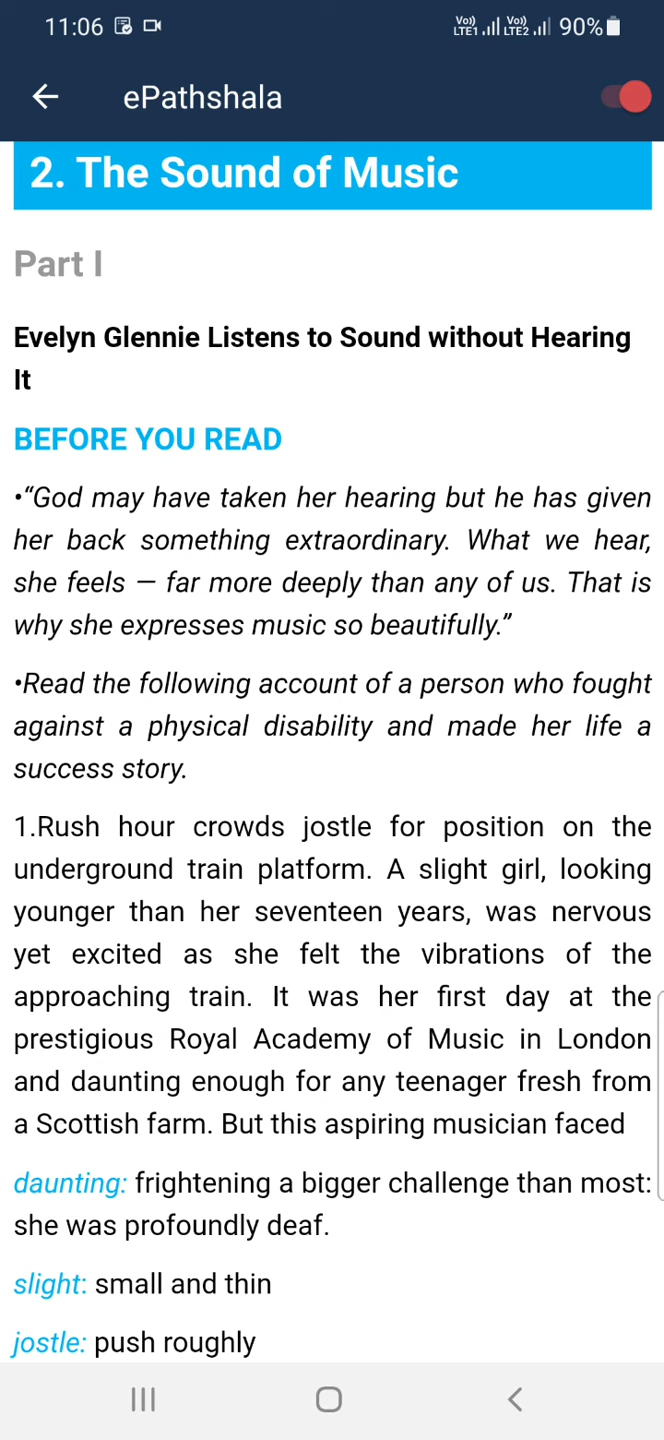 11:06 Vo)) LTE1 Vo)) LTE2 90%
ePathshala
2. The Sound of Music
Part I
Evelyn Glennie Listens to Sound without Hearing
It
BEFORE YOU READ
•“God may have taken her hearing but he has given
her back something extraordinary. What we hear,
she feels — far more deeply than any of us. That is
why she expresses music so beautifully.”
•Read the following account of a person who fought
against a physical disability and made her life a
success story.
1.Rush hour crowds jostle for position on the
underground train platform. A slight girl, looking
younger than her seventeen years, was nervous
yet excited as she felt the vibrations of the
approaching train. It was her first day at the
prestigious Royal Academy of Music in London
and daunting enough for any teenager fresh from
a Scottish farm. But this aspiring musician faced
daunting: frightening a bigger challenge than most:
she was profoundly deaf.
slight: small and thin
jostle: push roughly